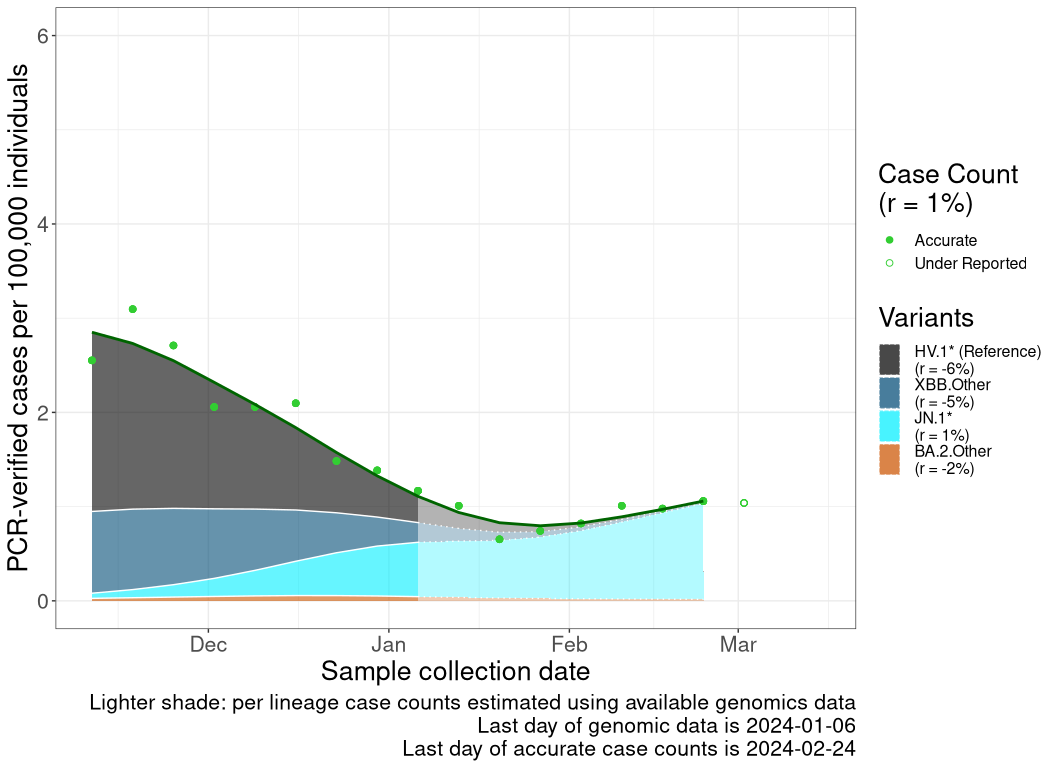 PCR-verified cases per 100,000 individuals
6
4
2
0
Dec
Jan
Feb
Mar
Sample collection date
Lighter shade: per lineage case counts estimated using available genomics data
Last day of genomic data is 2024-01-06
Last day of accurate case counts is 2024-02-24
Case Count
(r = 1%)
Accurate
Under Reported
Variants
HV.1* (Reference)
(r = -6%)
XBB.Other
(r = -5%)
JN.1*
(r = 1%)
BA.2.Other
(r = -2%)